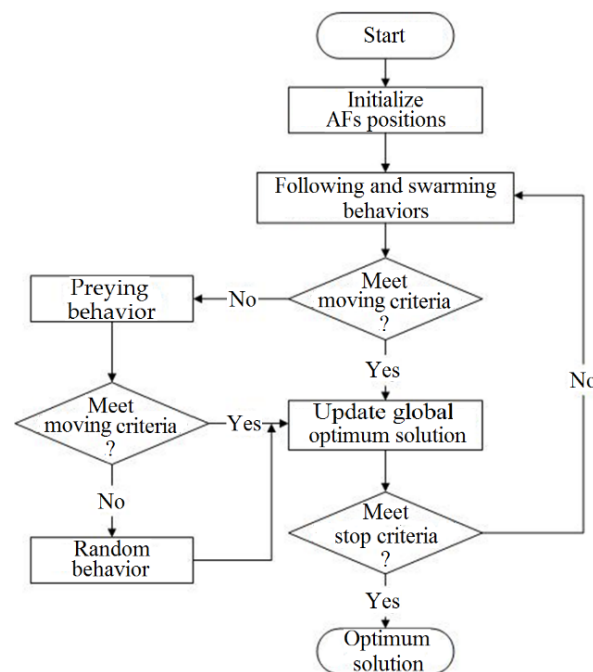 Start
Initialize
AFs positions
Following and swarming
behaviors
Meet
moving criteria
?
No
Preying
behavior
Yes
Meet
moving criteria
?
Yes
Update global
optimum solution
No
No
Random
behavior
Meet
stop criteria
?
Yes
Optimum
solution